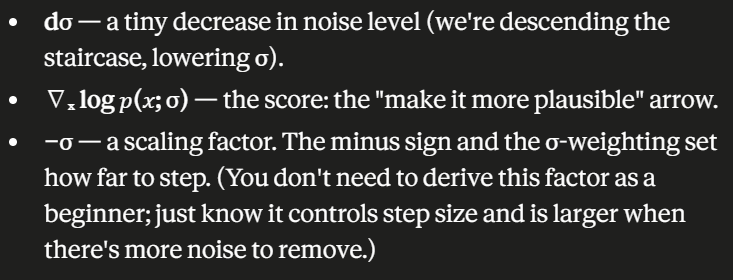 • dσ — a tiny decrease in noise level (we're descending the
staircase, lowering σ).
• ∇ₓ log p(x; σ) — the score: the "make it more plausible" arrow.
• −σ — a scaling factor. The minus sign and the σ-weighting set
how far to step. (You don't need to derive this factor as a
beginner; just know it controls step size and is larger when
there's more noise to remove.)